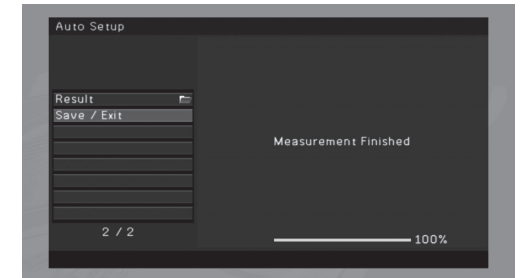 Auto Setup
Result
Save / Exit
Measurement Finished
2 / 2
100%